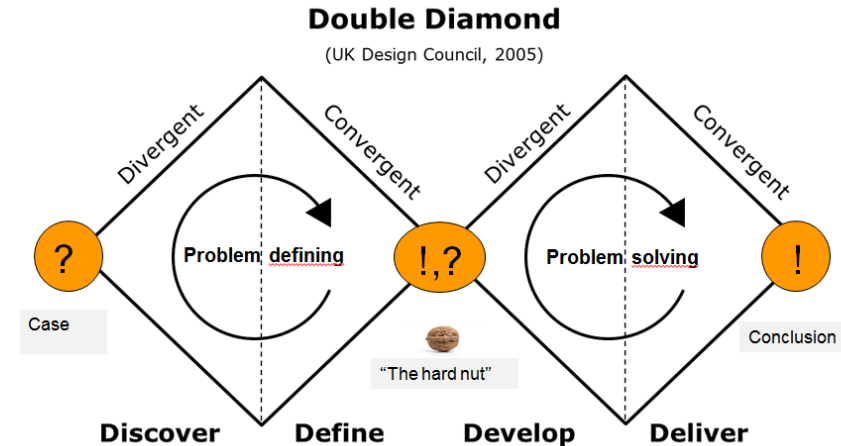 Double Diamond
(UK Design Council, 2005)
Divergent
Convergent
Divergent
Convergent
?
Problem defining
!,?
Problem solving
!
Case
"The hard nut"
Conclusion
Discover
Define
Develop
Deliver